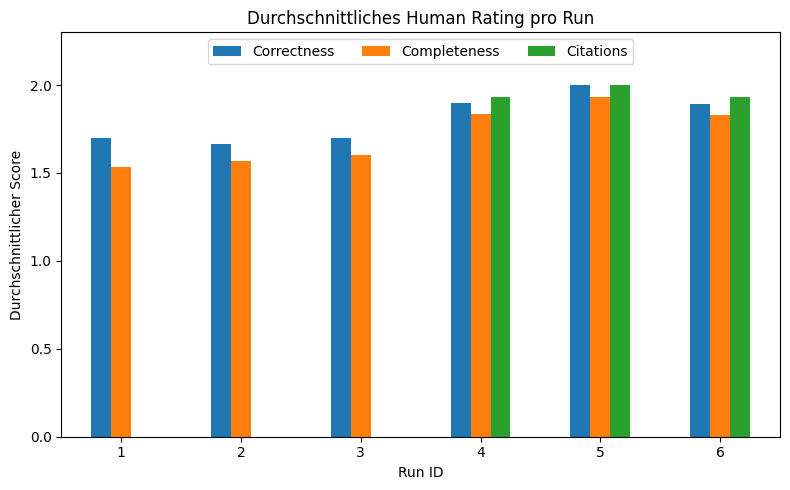 Durchschnittliches Human Rating pro Run
Correctness Completeness Citations
Durchschnittlicher Score
2.0
1.5
1.0
0.5
0.0
1 2 3 4 5 6
Run ID